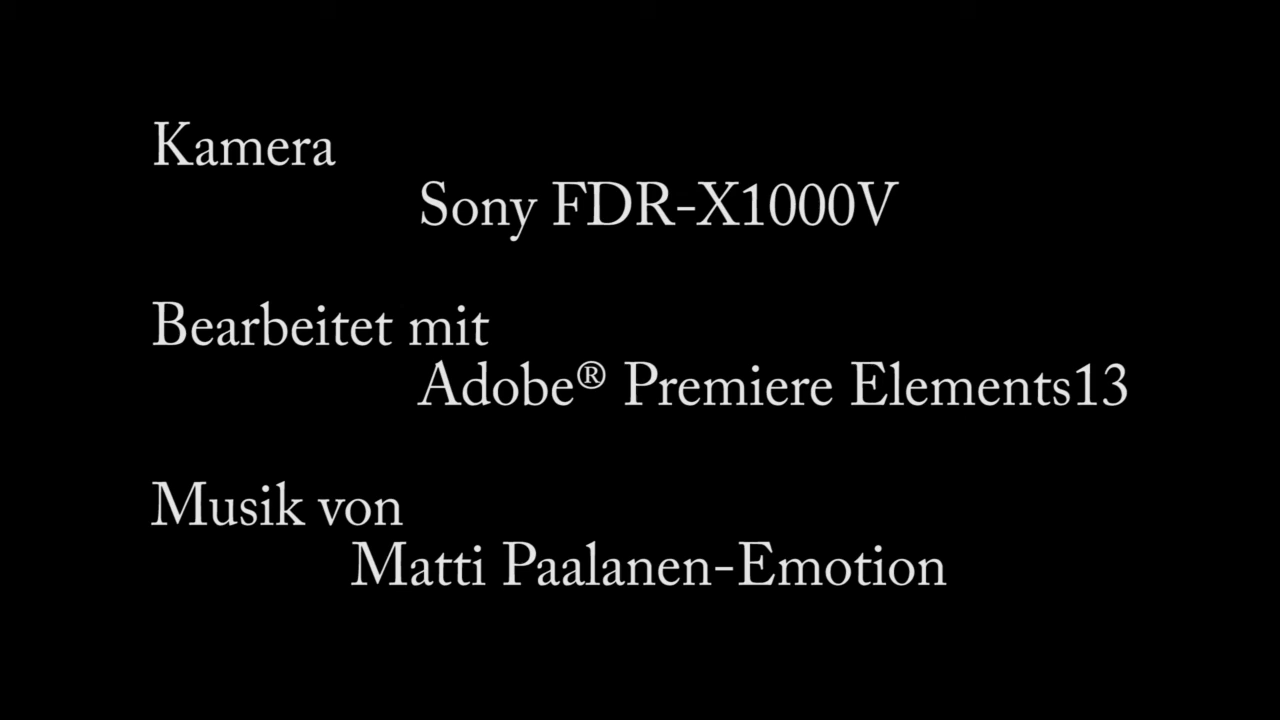 Kamera
Sony FDR-X1000V
Bearbeitet mit
Adobe® Premiere Elements13
Musik von
Matti Paalanen-Emotion